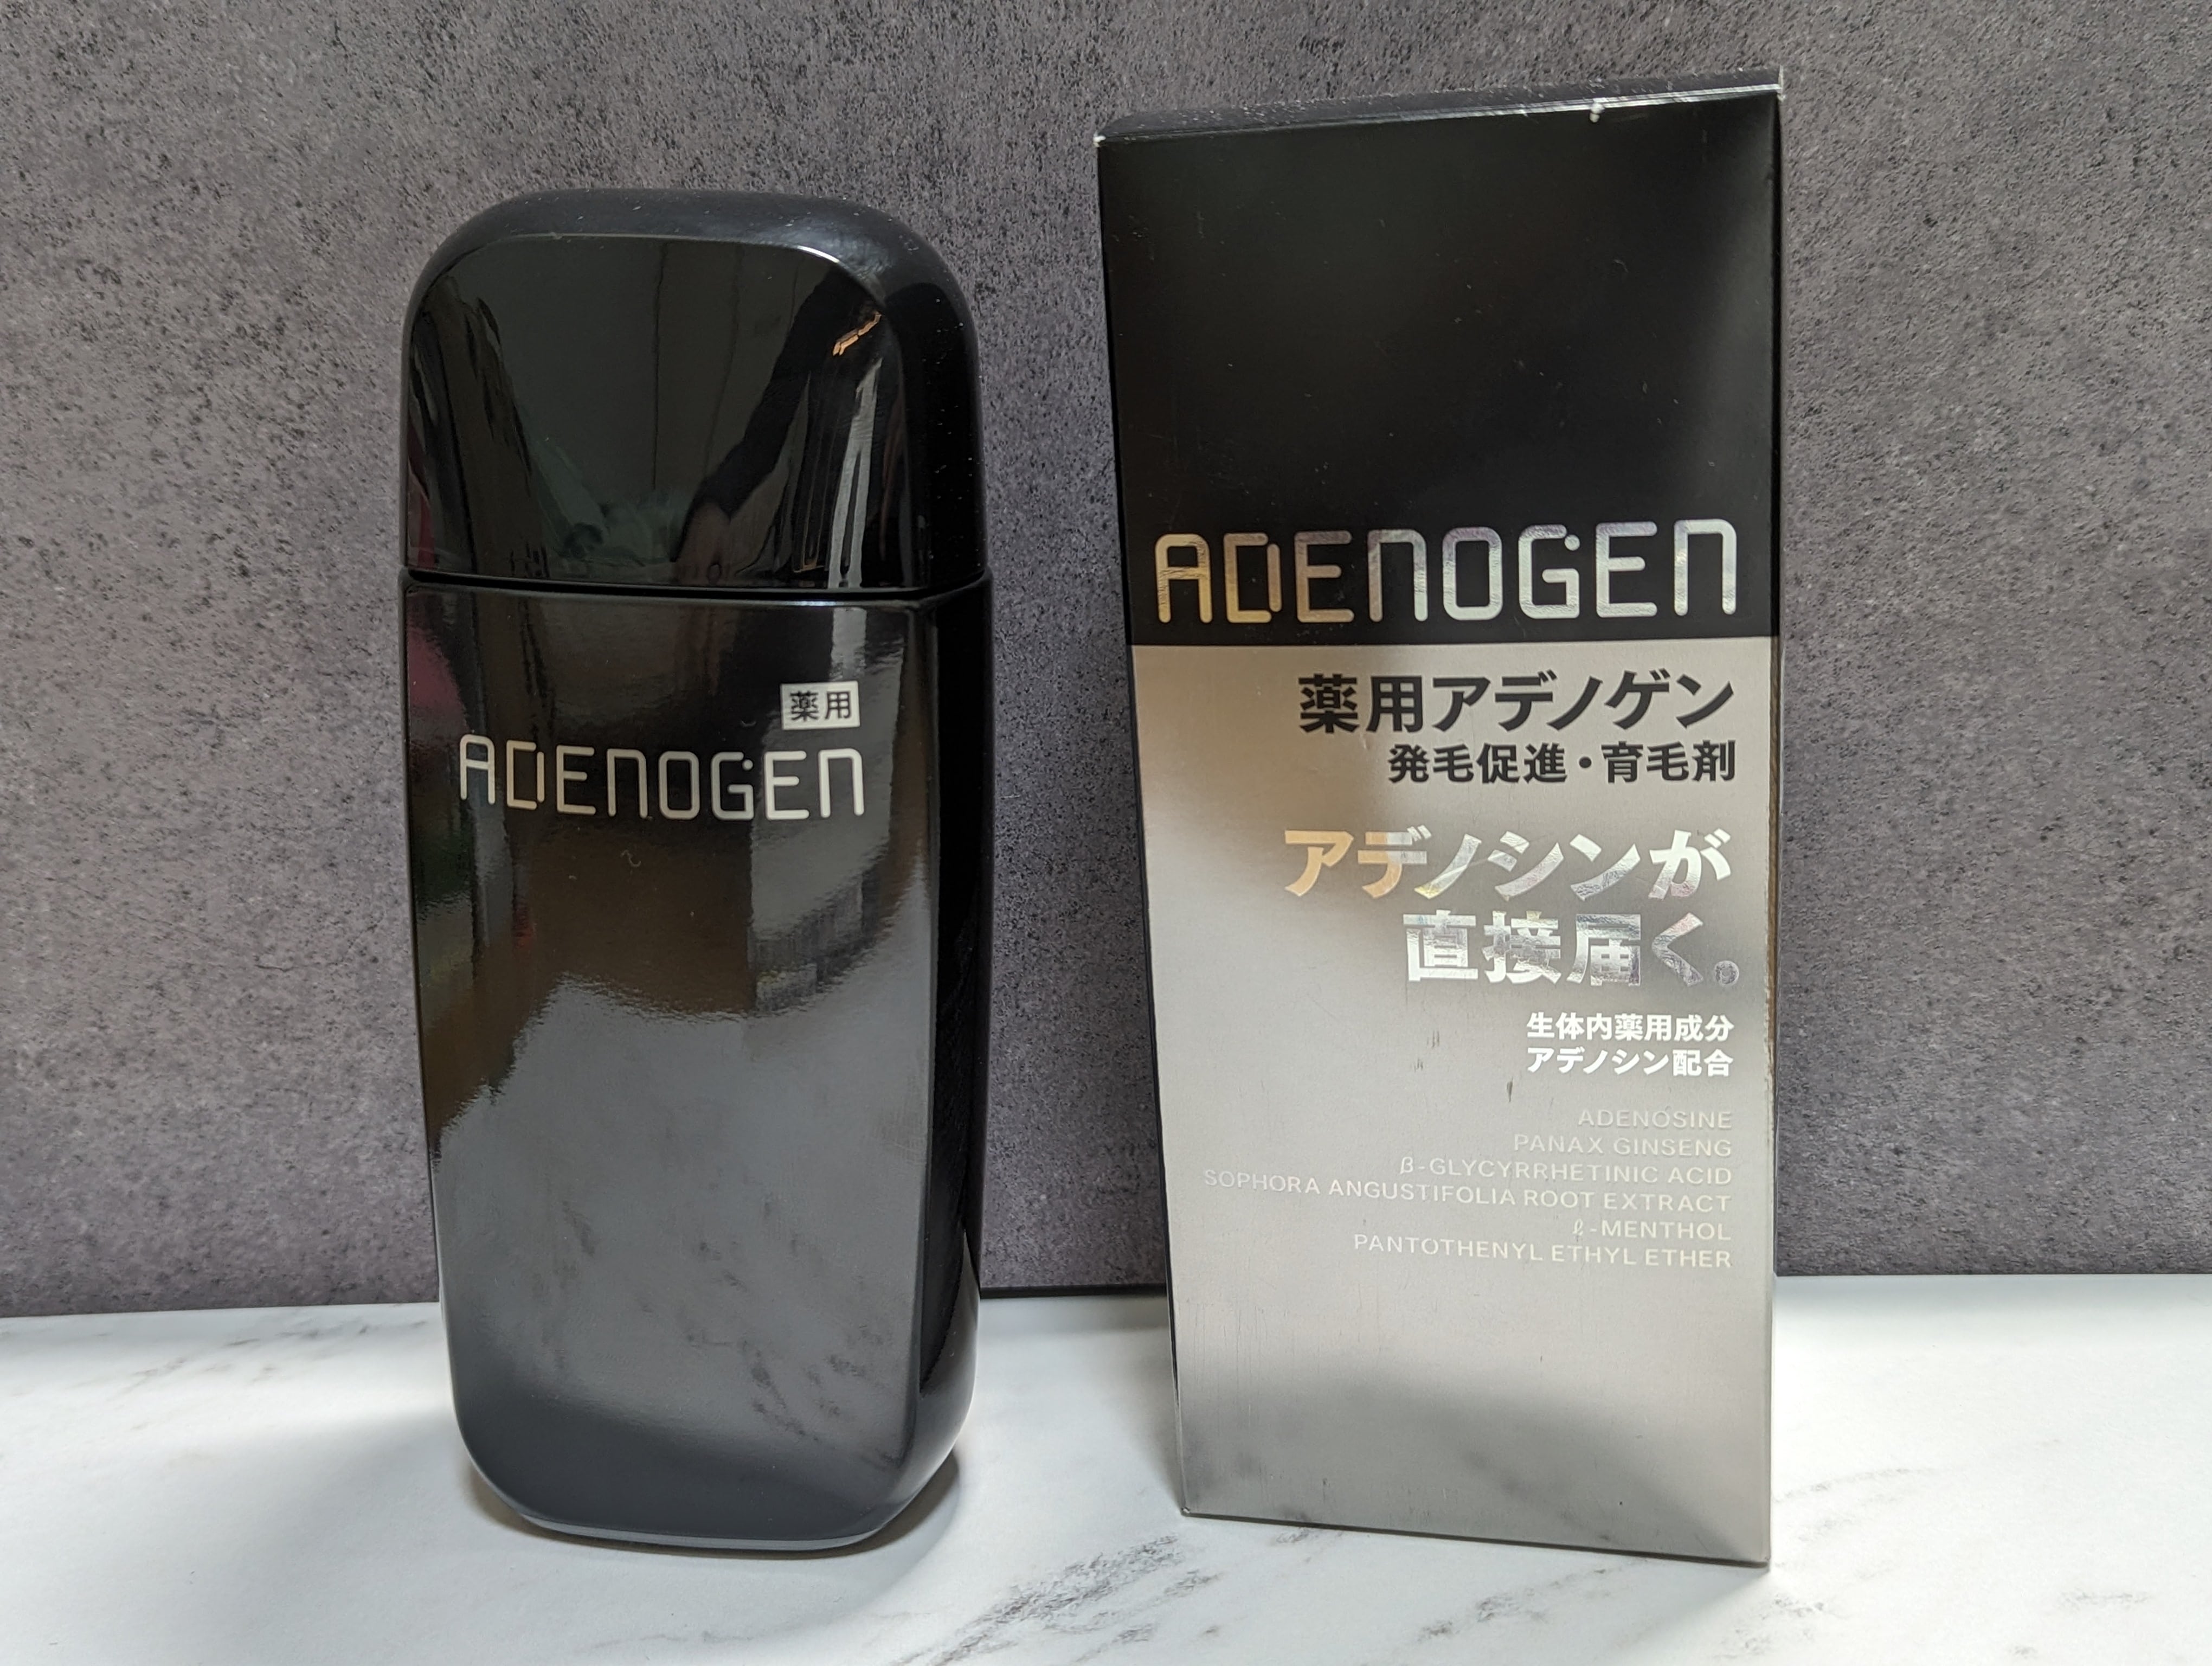 薬用
ADENOGEN
ADENOGEN
薬用アデノゲン
発毛促進・育毛剤
アデノシンが
直接届く。
生体内薬用成分
アデノシン配合
ADENOSINE
PANAX GINSENG
β-GLYCYRRHETINIC ACID
SOPHORA ANGUSTIFOLIA ROOT EXTRACT
ℓ-MENTHOL
PANTOTHENYL ETHYL ETHER